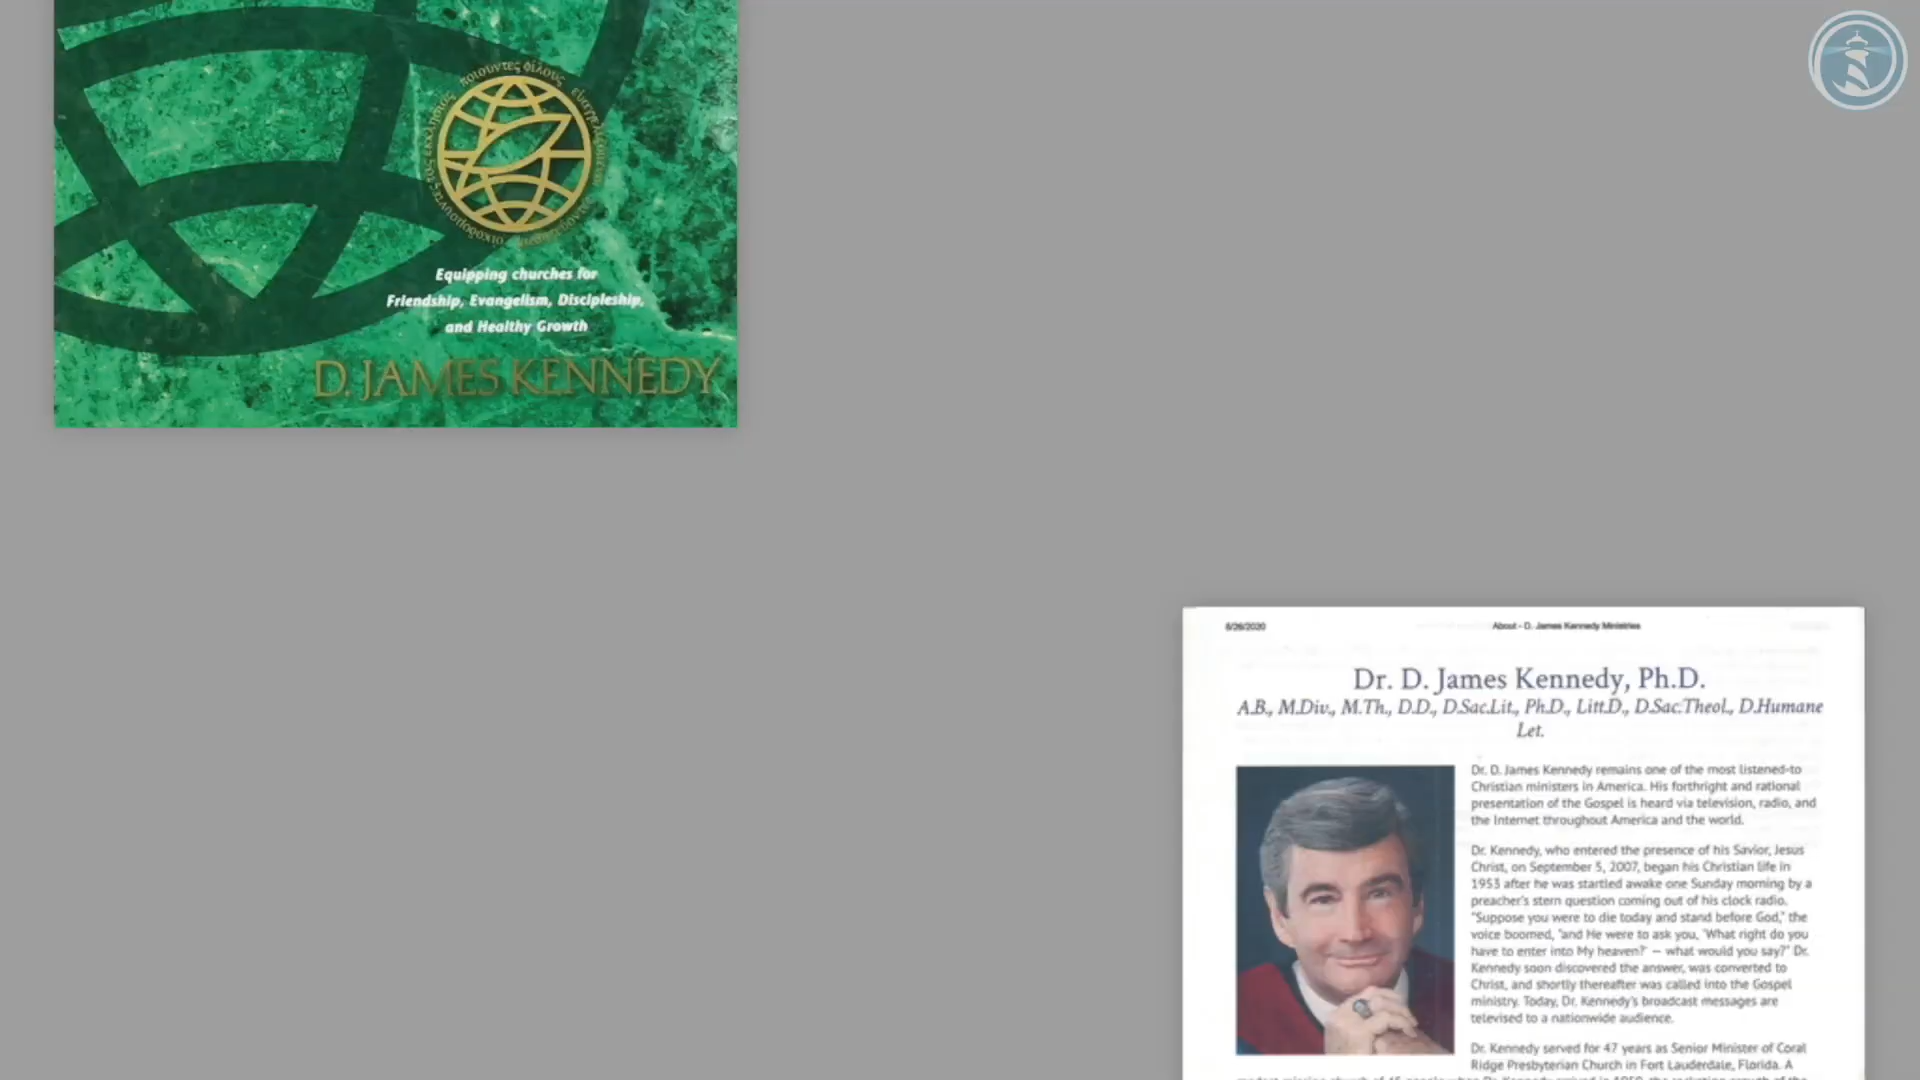 ποιουντες φιλους
Equipping churches for
Friendship, Evangelism, Discipleship,
and Healthy Growth
D. JAMES KENNEDY
6/26/2020
About - D. James Kennedy Ministries
Dr. D. James Kennedy, Ph.D.
A.B., M.Div., M.Th., D.D., D.Sac.Lit., Ph.D., Litt.D., D.Sac.Theol., D.Humane
Let.
Dr. D. James Kennedy remains one of the most listened-to
Christian ministers in America. His forthright and rational
presentation of the Gospel is heard via television, radio, and
the Internet throughout America and the world.
Dr. Kennedy, who entered the presence of his Savior, Jesus
Christ, on September 5, 2007, began his Christian life in
1953 after he was startled awake one Sunday morning by a
preacher's stern question coming out of his clock radio.
"Suppose you were to die today and stand before God," the
voice boomed, "and He were to ask you, 'What right do you
have to enter into My heaven?' – what would you say?" Dr.
Kennedy soon discovered the answer, was converted to
Christ, and shortly thereafter was called into the Gospel
ministry. Today, Dr. Kennedy's broadcast messages are
televised to a nationwide audience.
Dr. Kennedy served for 47 years as Senior Minister of Coral
Ridge Presbyterian Church in Fort Lauderdale, Florida. A